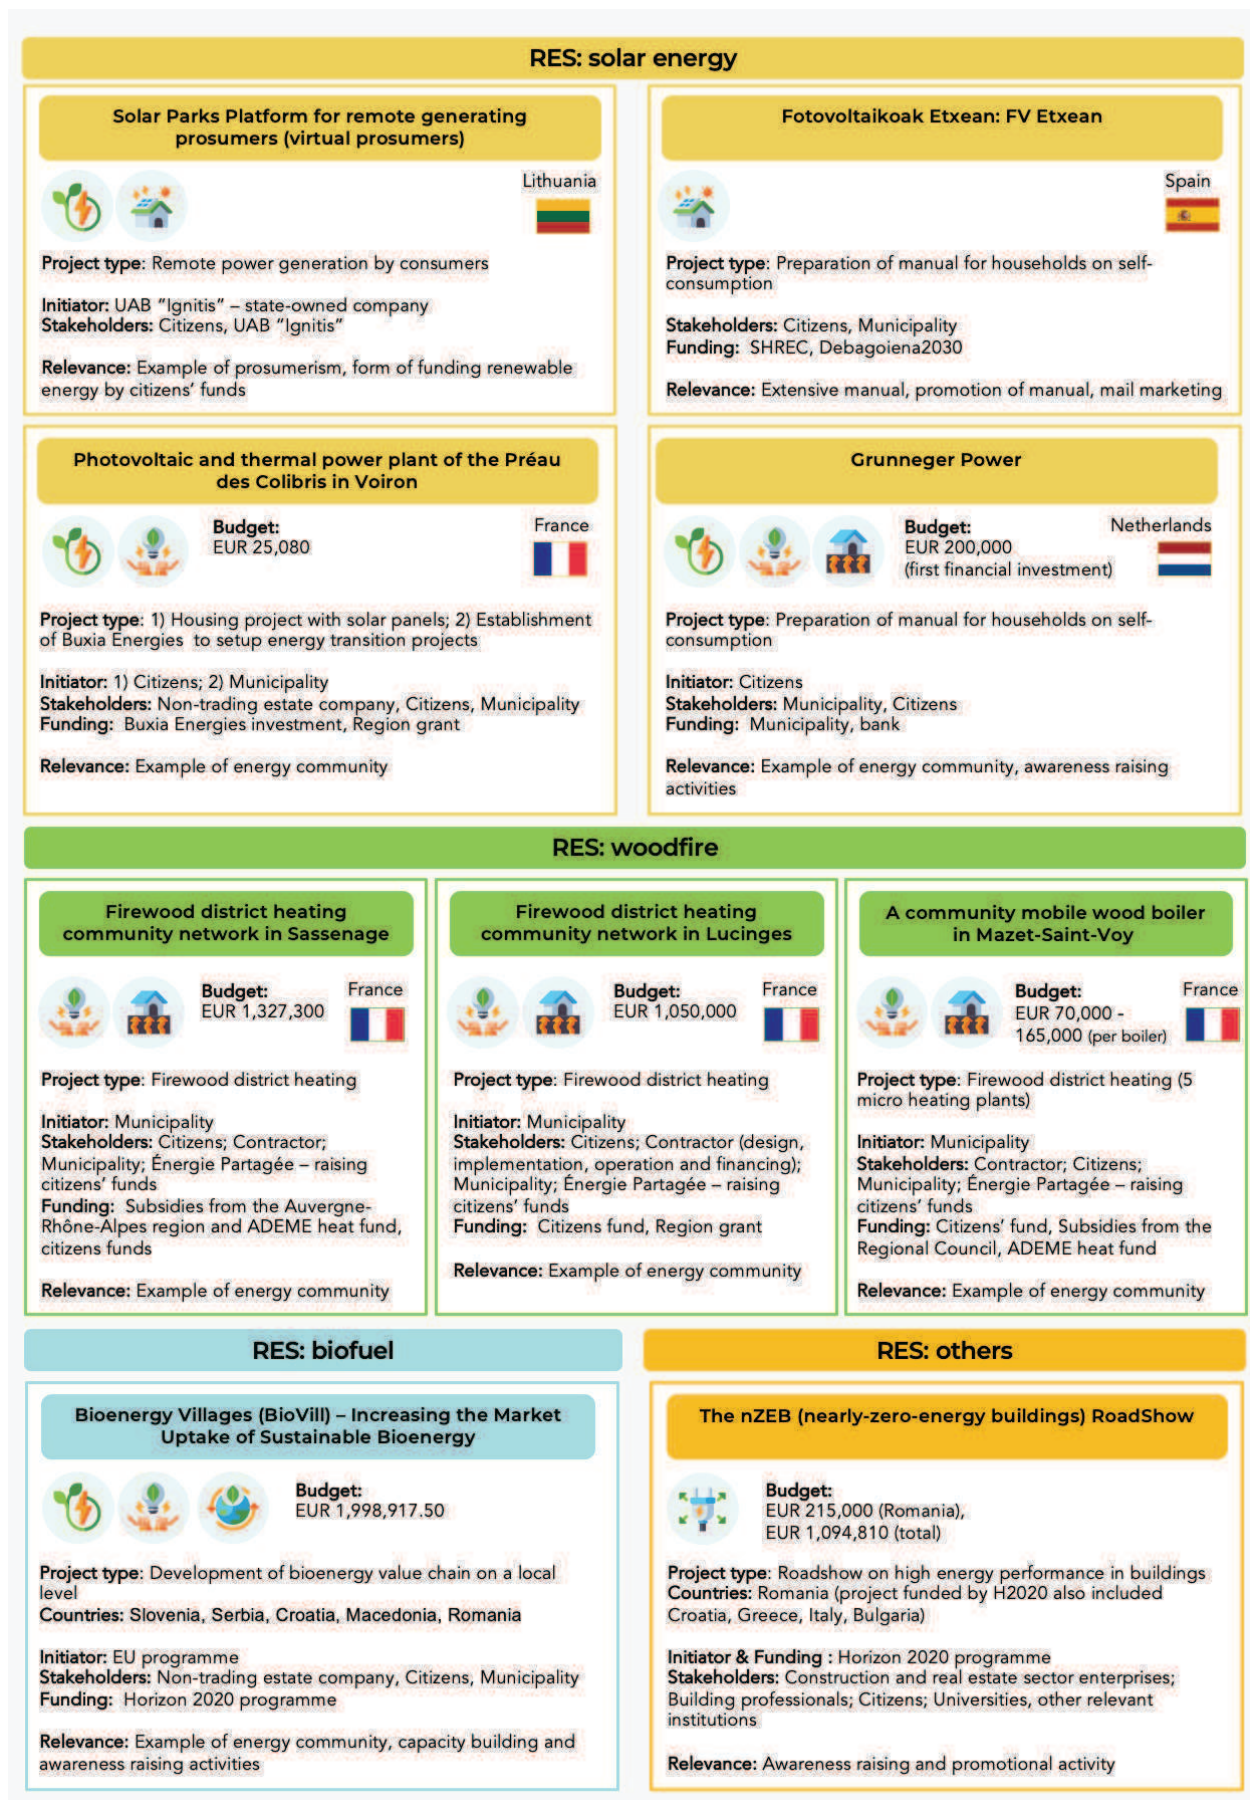 RES: solar energy
Solar Parks Platform for remote generating
prosumers (virtual prosumers)
Lithuania
Project type: Remote power generation by consumers
Initiator: UAB “Ignitis” – state-owned company
Stakeholders: Citizens, UAB “Ignitis”
Relevance: Example of prosumerism, form of funding renewable
energy by citizens’ funds
Fotovoltaikoak Etxean: FV Etxean
Spain
Project type: Preparation of manual for households on self-
consumption
Stakeholders: Citizens, Municipality
Funding: SHREC, Debagoiena2030
Relevance: Extensive manual, promotion of manual, mail marketing
Photovoltaic and thermal power plant of the Préau
des Colibris in Voiron
Budget:
EUR 25,080
France
Project type: 1) Housing project with solar panels; 2) Establishment
of Buxia Energies to setup energy transition projects
Initiator: 1) Citizens; 2) Municipality
Stakeholders: Non-trading estate company, Citizens, Municipality
Funding: Buxia Energies investment, Region grant
Relevance: Example of energy community
Grunneger Power
Budget:
EUR 200,000
(first financial investment)
Netherlands
Project type: Preparation of manual for households on self-
consumption
Initiator: Citizens
Stakeholders: Municipality, Citizens
Funding: Municipality, bank
Relevance: Example of energy community, awareness raising
activities
RES: woodfire
Firewood district heating
community network in Sassenage
Budget:
EUR 1,327,300
France
Project type: Firewood district heating
Initiator: Municipality
Stakeholders: Citizens; Contractor;
Municipality; Énergie Partagée – raising
citizens’ funds
Funding: Subsidies from the Auvergne-
Rhône-Alpes region and ADEME heat fund,
citizens funds
Relevance: Example of energy community
Firewood district heating
community network in Lucinges
Budget:
EUR 1,050,000
France
Project type: Firewood district heating
Initiator: Municipality
Stakeholders: Citizens; Contractor (design,
implementation, operation and financing);
Municipality; Énergie Partagée – raising
citizens’ funds
Funding: Citizens fund, Region grant
Relevance: Example of energy community
A community mobile wood boiler
in Mazet-Saint-Voy
Budget:
EUR 70,000 -
165,000 (per boiler)
France
Project type: Firewood district heating (5
micro heating plants)
Initiator: Municipality
Stakeholders: Contractor; Citizens;
Municipality; Énergie Partagée – raising
citizens’ funds
Funding: Citizens’ fund, Subsidies from the
Regional Council, ADEME heat fund
Relevance: Example of energy community
RES: biofuel
Bioenergy Villages (BioVill) – Increasing the Market
Uptake of Sustainable Bioenergy
Budget:
EUR 1,998,917.50
Project type: Development of bioenergy value chain on a local
level
Countries: Slovenia, Serbia, Croatia, Macedonia, Romania
Initiator: EU programme
Stakeholders: Non-trading estate company, Citizens, Municipality
Funding: Horizon 2020 programme
Relevance: Example of energy community, capacity building and
awareness raising activities
RES: others
The nZEB (nearly-zero-energy buildings) RoadShow
Budget:
EUR 215,000 (Romania),
EUR 1,094,810 (total)
Project type: Roadshow on high energy performance in buildings
Countries: Romania (project funded by H2020 also included
Croatia, Greece, Italy, Bulgaria)
Initiator & Funding : Horizon 2020 programme
Stakeholders: Construction and real estate sector enterprises;
Building professionals; Citizens; Universities, other relevant
institutions
Relevance: Awareness raising and promotional activity